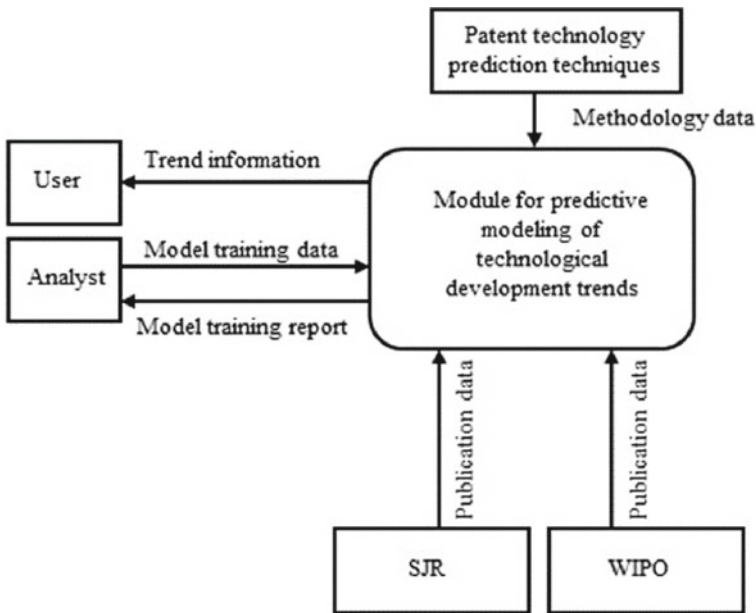 Patent technology
prediction techniques
Methodology data
Trend information
User
Module for predictive
modeling of
technological
development trends
Model training data
Analyst
Model training report
Publication data
Publication data
SJR
WIPO